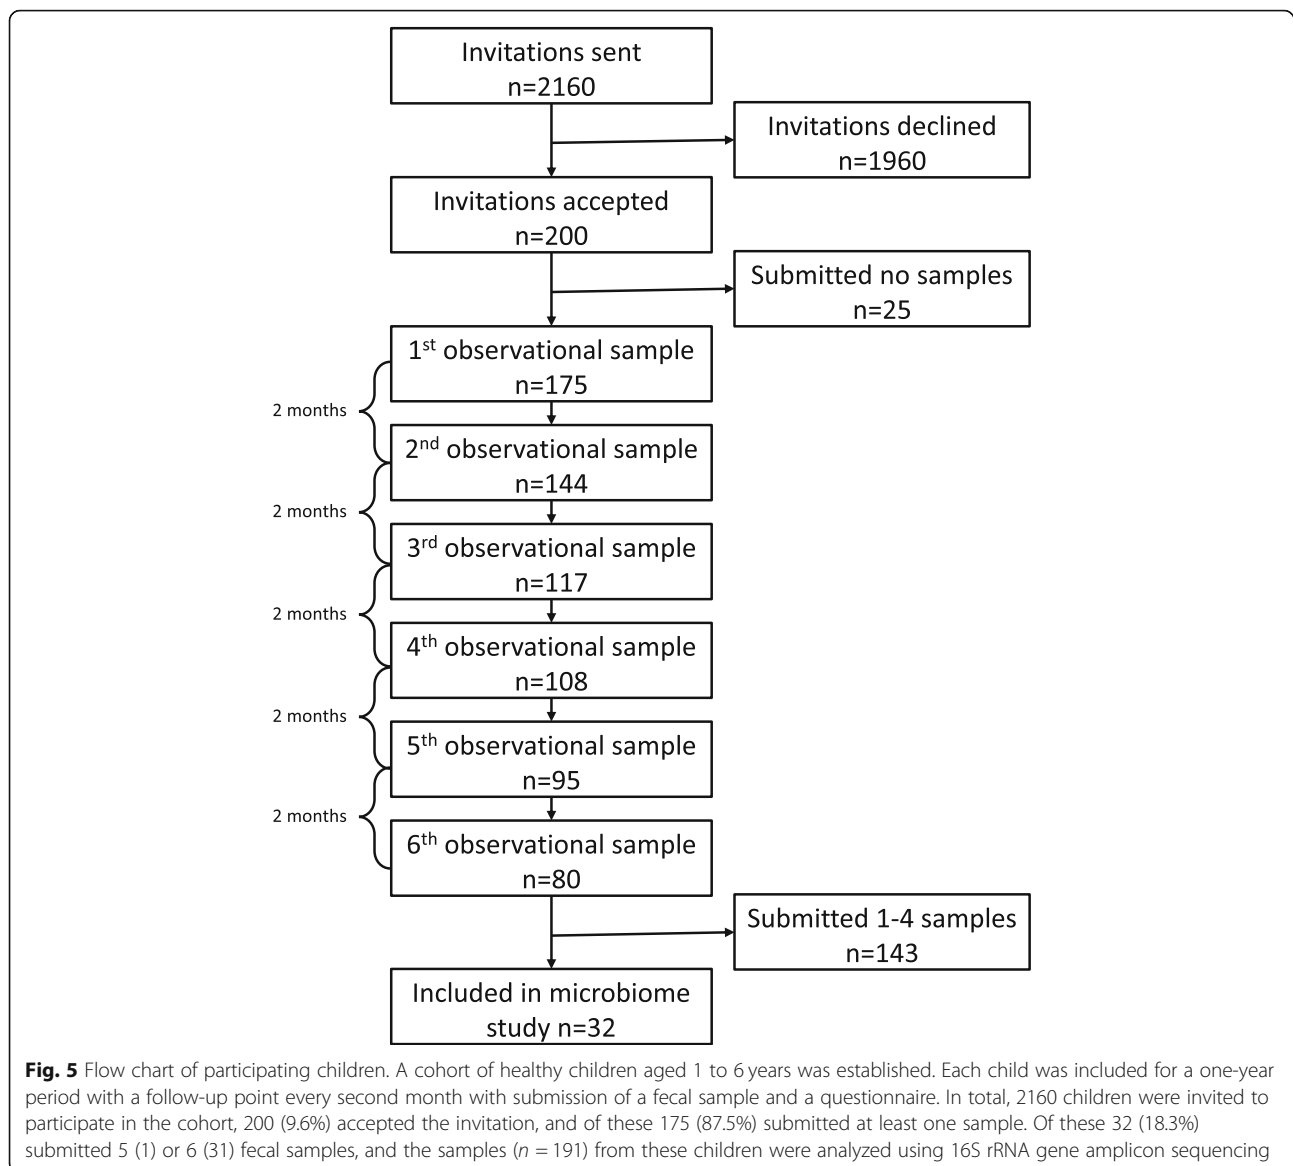 Invitations sent
n=2160
Invitations declined
n=1960
Invitations accepted
n=200
Submitted no samples
n=25
1st observational sample
n=175
2 months
2nd observational sample
n=144
2 months
3rd observational sample
n=117
2 months
4th observational sample
n=108
2 months
5th observational sample
n=95
2 months
6th observational sample
n=80
Submitted 1-4 samples
n=143
Included in microbiome
study n=32
Fig. 5 Flow chart of participating children. A cohort of healthy children aged 1 to 6 years was established. Each child was included for a one-year
period with a follow-up point every second month with submission of a fecal sample and a questionnaire. In total, 2160 children were invited to
participate in the cohort, 200 (9.6%) accepted the invitation, and of these 175 (87.5%) submitted at least one sample. Of these 32 (18.3%)
submitted 5 (1) or 6 (31) fecal samples, and the samples (n = 191) from these children were analyzed using 16S rRNA gene amplicon sequencing